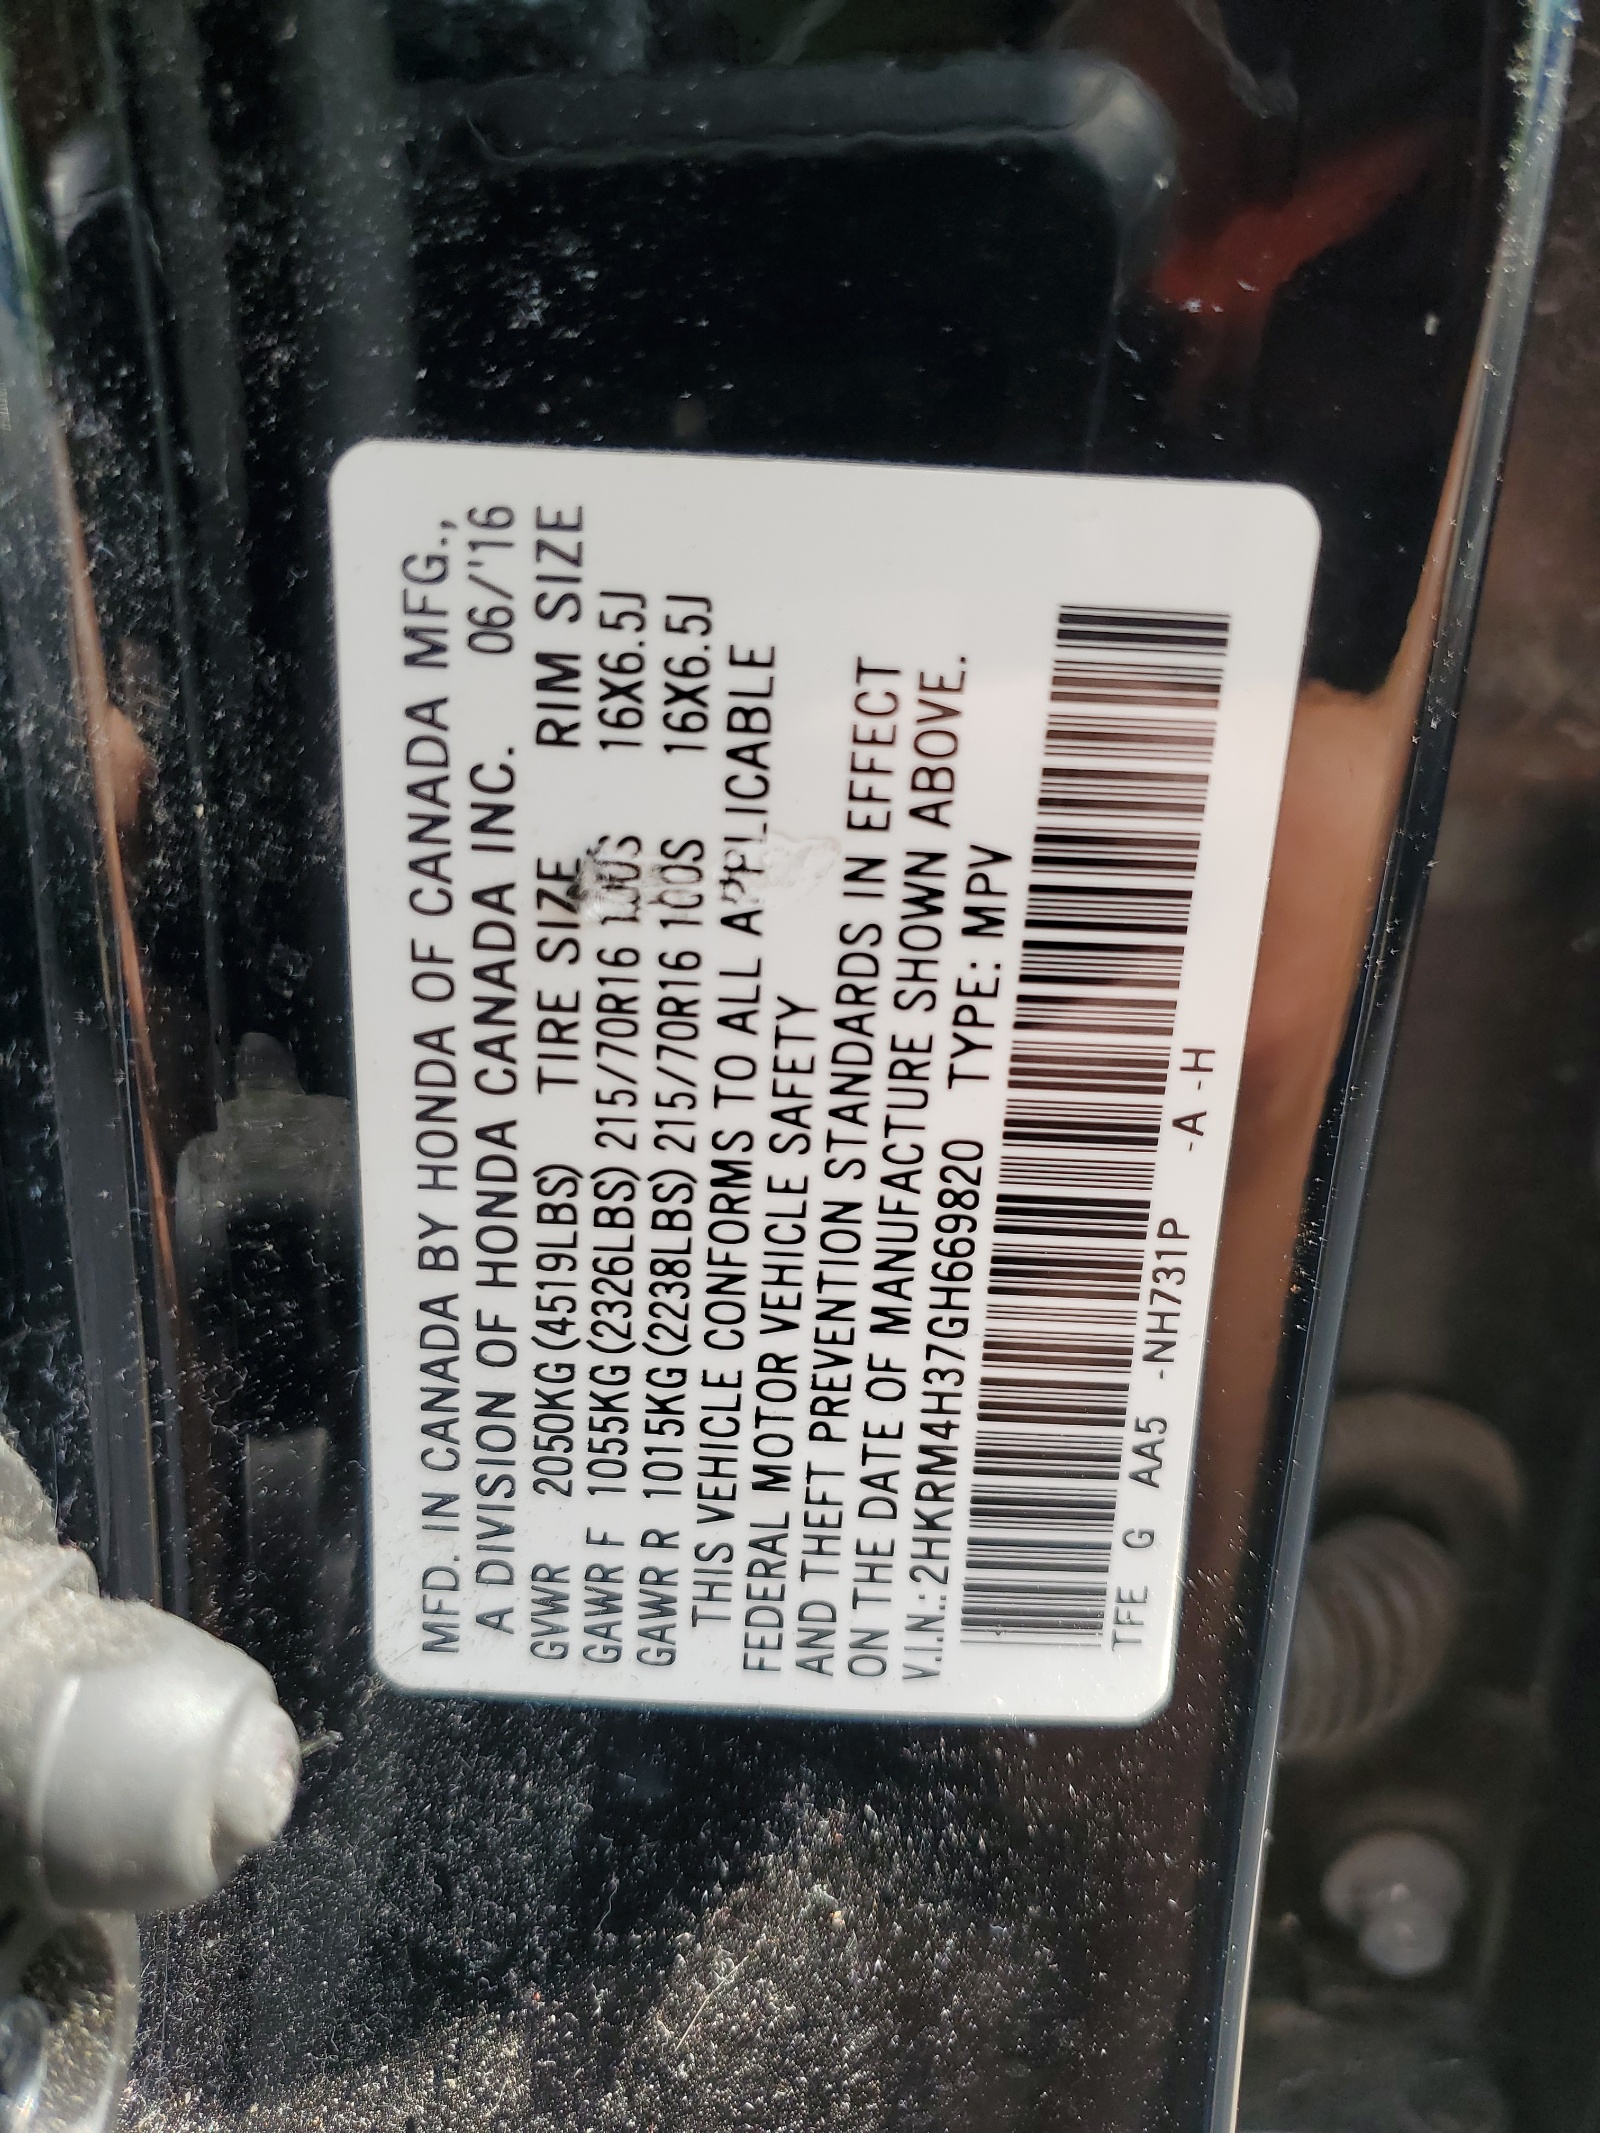 MFD. IN CANADA BY HONDA OF CANADA MFG.,
A DIVISION OF HONDA CANADA INC. 06/'16
GVWR 2050KG (4519LBS) TIRE SIZE RIM SIZE
GAWR F 1055KG (2326LBS) 215/70R16 100S 16X6.5J
GAWR R 1015KG (2238LBS) 215/70R16 100S 16X6.5J
THIS VEHICLE CONFORMS TO ALL APPLICABLE
FEDERAL MOTOR VEHICLE SAFETY
AND THEFT PREVENTION STANDARDS IN EFFECT
ON THE DATE OF MANUFACTURE SHOWN ABOVE.
V.I.N.:2HKRM4H37GH669820 TYPE: MPV
TFE G AA5 -NH731P -A -H